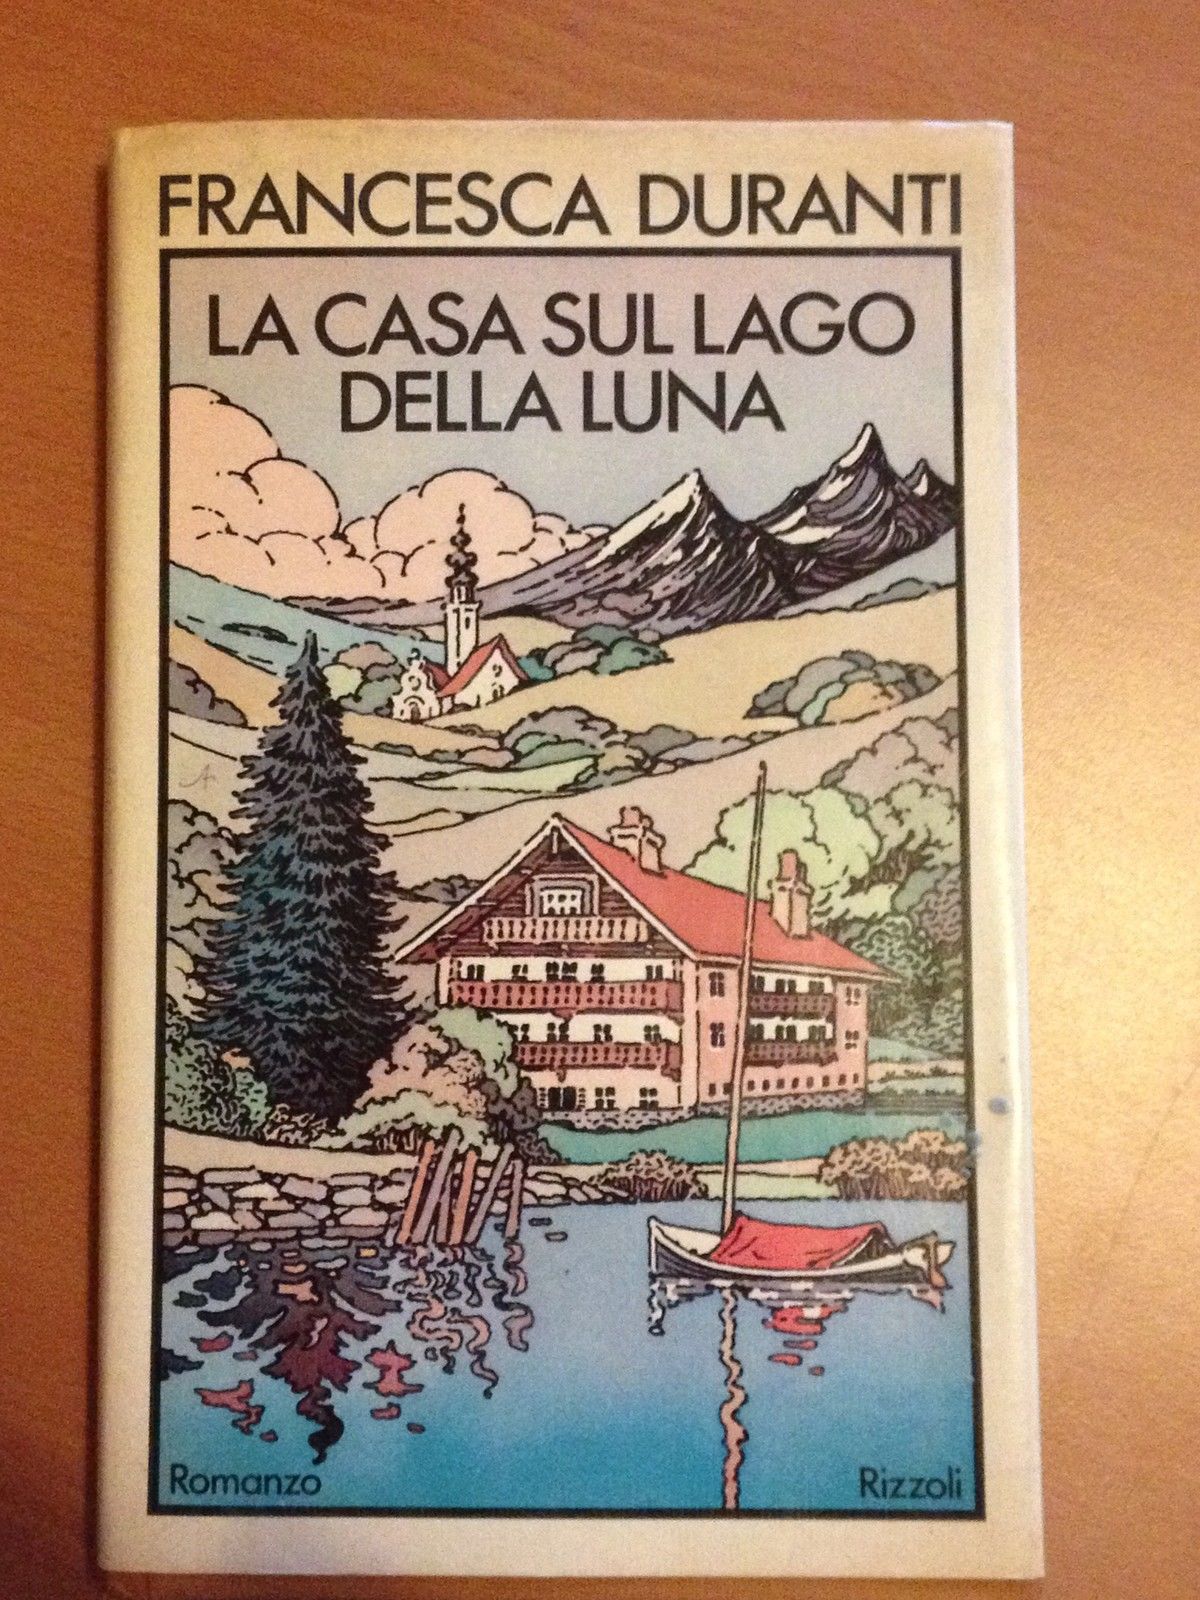 FRANCESCA DURANTI
LA CASA SUL LAGO
DELLA LUNA
Romanzo
Rizzoli